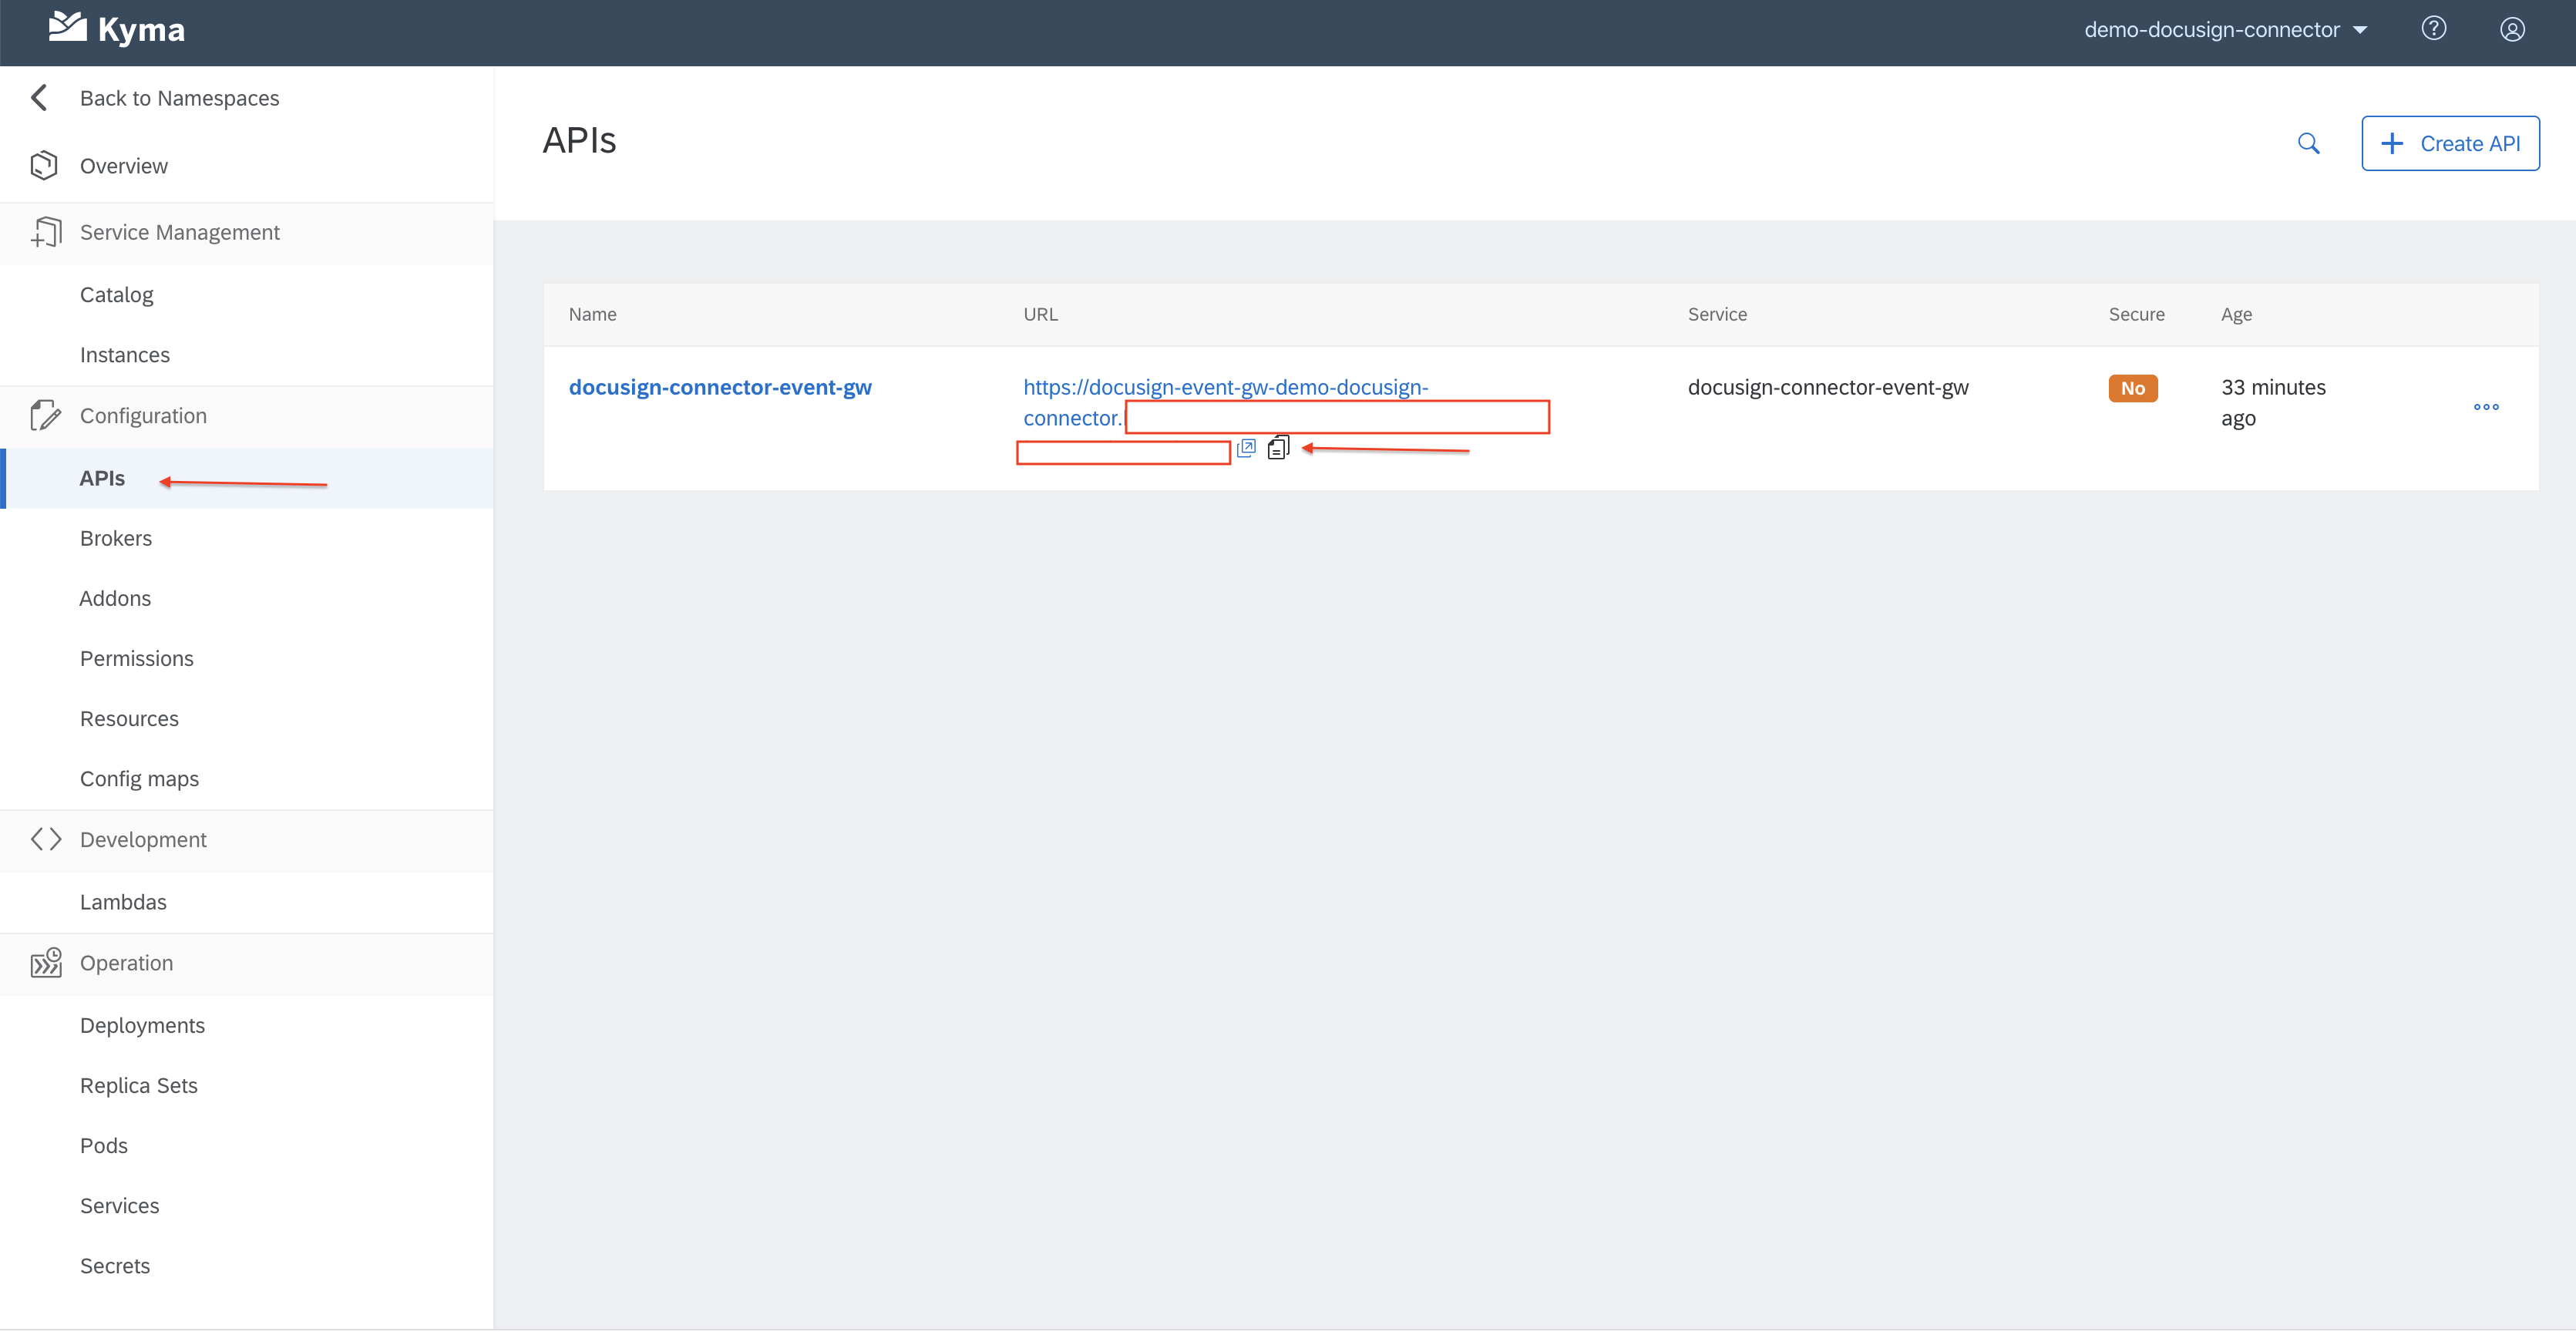 Kyma
demo-docusign-connector
Back to Namespaces
Overview
Service Management
Catalog
Instances
Configuration
APIs
Brokers
Addons
Permissions
Resources
Config maps
Development
Lambdas
Operation
Deployments
Replica Sets
Pods
Services
Secrets
APIs
Create API
Name URL Service Secure Age
docusign-connector-event-gw https://docusign-event-gw-demo-docusign- docusign-connector-event-gw No 33 minutes
connector. ago